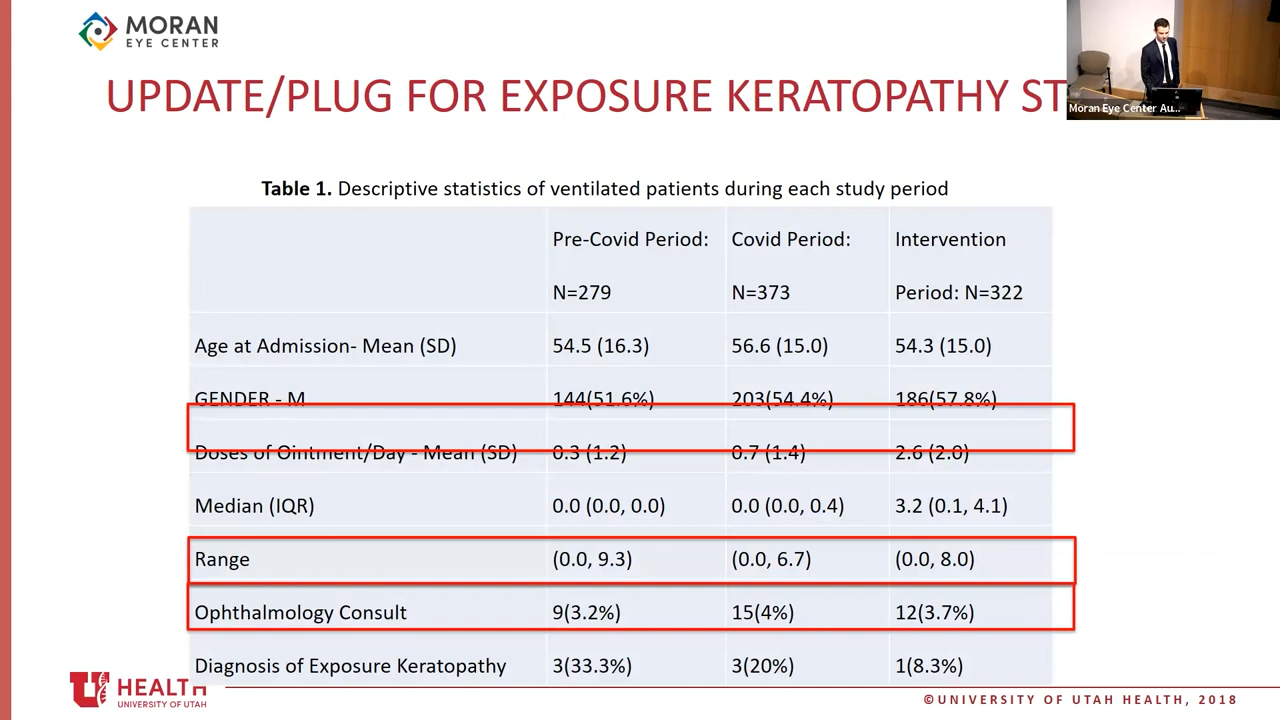 MORAN
EYE CENTER
UPDATE/PLUG FOR EXPOSURE KERATOPATHY ST
Moran Eye Center Au...
Table 1. Descriptive statistics of ventilated patients during each study period
Pre-Covid Period: N=279 Covid Period: N=373 Intervention Period: N=322
Age at Admission- Mean (SD) 54.5 (16.3) 56.6 (15.0) 54.3 (15.0)
GENDER - M 144(51.6%) 203(54.4%) 186(57.8%)
Doses of Ointment/Day - Mean (SD) 0.3 (1.2) 0.7 (1.4) 2.6 (2.0)
Median (IQR) 0.0 (0.0, 0.0) 0.0 (0.0, 0.4) 3.2 (0.1, 4.1)
Range (0.0, 9.3) (0.0, 6.7) (0.0, 8.0)
Ophthalmology Consult 9(3.2%) 15(4%) 12(3.7%)
Diagnosis of Exposure Keratopathy 3(33.3%) 3(20%) 1(8.3%)
U HEALTH
UNIVERSITY OF UTAH
©UNIVERSITY OF UTAH HEALTH, 2018